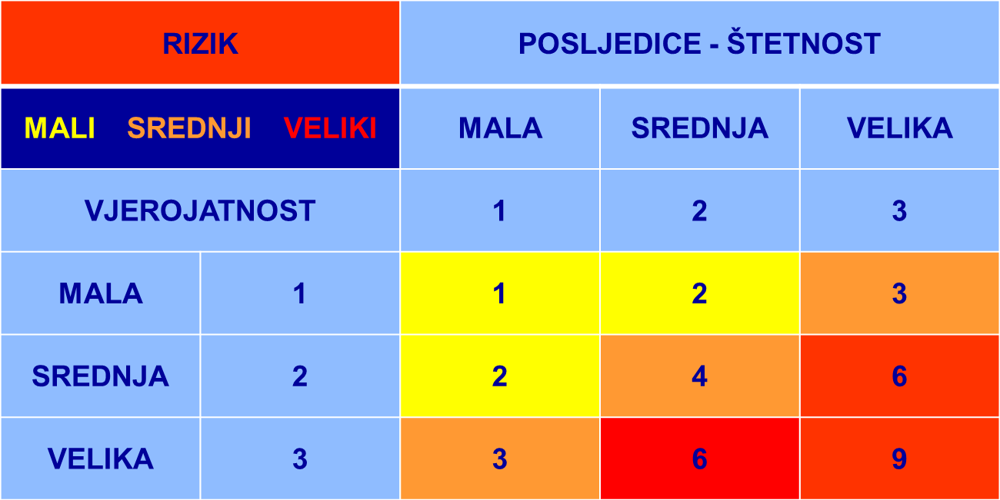 RIZIK POSLJEDICE - ŠTETNOST
MALI SREDNJI VELIKI MALA SREDNJA VELIKA
VJEROJATNOST 1 2 3
MALA 1 1 2 3
SREDNJA 2 2 4 6
VELIKA 3 3 6 9